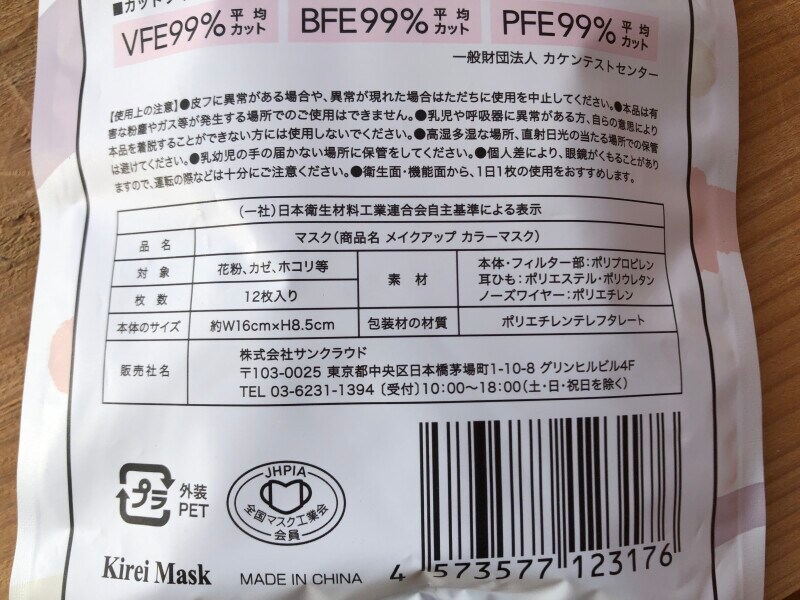 VFE99% 平均カット BFE99% 平均カット PFE99% 平均カット
一般財団法人 カケンテストセンター
【使用上の注意】●皮フに異常がある場合や、異常が現れた場合はただちに使用を中止してください。●本品は有
害な粉塵やガス等が発生する場所でのご使用はできません。●乳児や呼吸器に異常がある方、自らの意思により
本品を着脱することができない方には使用しないでください。●高湿多湿な場所、直射日光の当たる場所での保管
は避けてください。●乳幼児の手の届かない場所に保管をしてください。●個人差により、眼鏡がくもることがあり
ますので、運転の際などは十分にご注意ください。●衛生面・機能面から、1日1枚の使用をおすすめします。
(一社)日本衛生材料工業連合会自主基準による表示
品名 マスク(商品名 メイクアップ カラーマスク)
対象 花粉、カゼ、ホコリ等
枚数 12枚入り
素材 本体・フィルター部:ポリプロピレン
耳ひも:ポリエステル・ポリウレタン
ノーズワイヤー:ポリエチレン
本体のサイズ 約W16cm×H8.5cm 包装材の材質 ポリエチレンテレフタレート
販売社名 株式会社サンクラウド
〒103-0025 東京都中央区日本橋茅場町1-10-8 グリンヒルビル4F
TEL 03-6231-1394 〔受付〕10:00〜18:00(土・日・祝日を除く)
プラ 外装
PET
JHPIA
全国マスク工業会
会員
Kirei Mask MADE IN CHINA
4 573577 123176